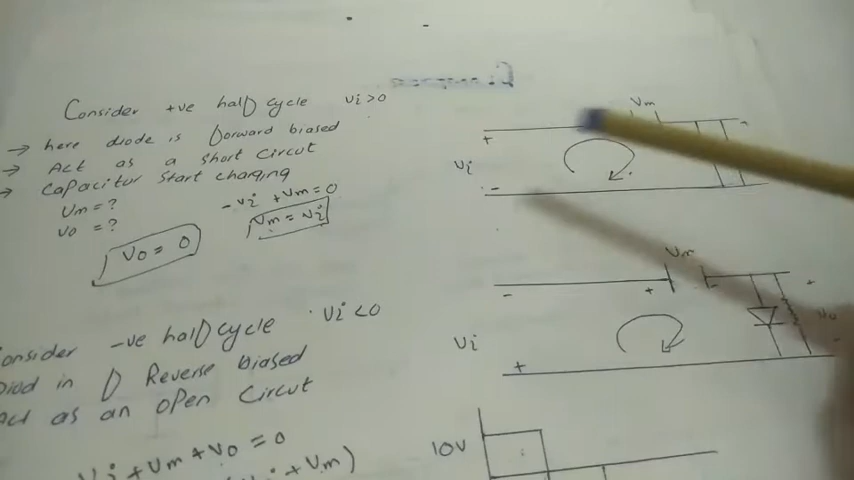 Consider +ve half cycle vi>0
→ here diode is forward biased
→ Act as a short circut
→ capacitor start charging
Vm = ?
Vo = ?
-vi + Vm = 0
Vm = vi
Vo = 0
Vm
+
Vi
-
onsider -ve half cycle vi <0
Diod in D Reverse biased
Act as an open circut
Vi + Vm + Vo = 0
i + Vm)
Vm
- + - +
Vi
Vo
+ -
10V